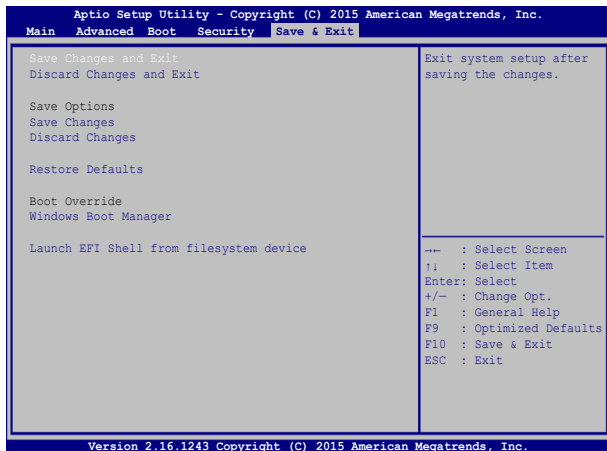 Aptio Setup Utility - Copyright (C) 2015 American Megatrends, Inc.
Main Advanced Boot Security Save & Exit
Save Changes and Exit
Discard Changes and Exit
Save Options
Save Changes
Discard Changes
Restore Defaults
Boot Override
Windows Boot Manager
Launch EFI Shell from filesystem device
Exit system setup after
saving the changes.
→← : Select Screen
↑↓ : Select Item
Enter: Select
+/— : Change Opt.
F1 : General Help
F9 : Optimized Defaults
F10 : Save & Exit
ESC : Exit
Version 2.16.1243 Copyright (C) 2015 American Megatrends, Inc.